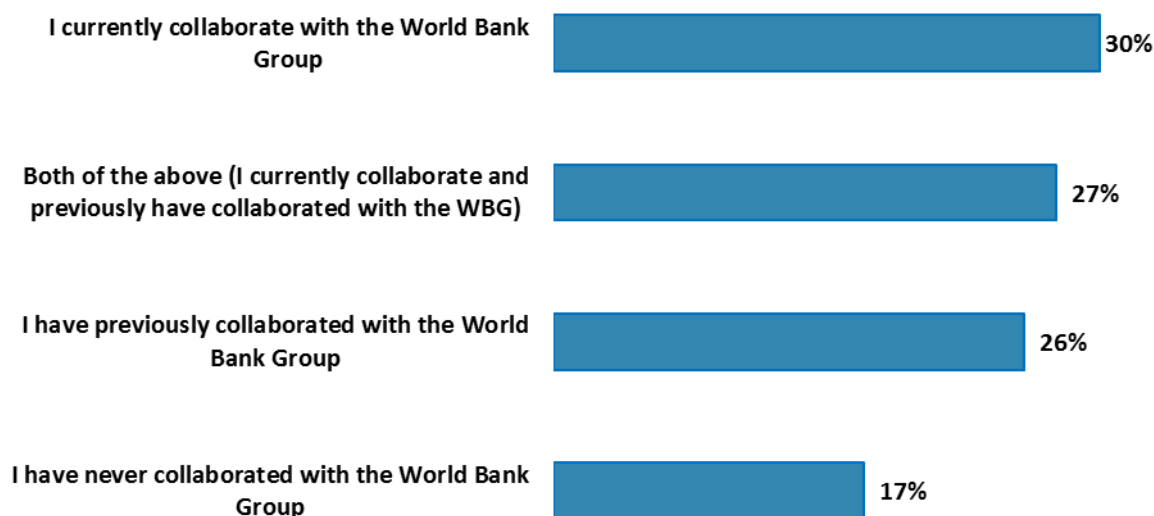 I currently collaborate with the World Bank
Group
30%
Both of the above (I currently collaborate and
previously have collaborated with the WBG)
27%
I have previously collaborated with the World
Bank Group
26%
I have never collaborated with the World Bank
Group
17%